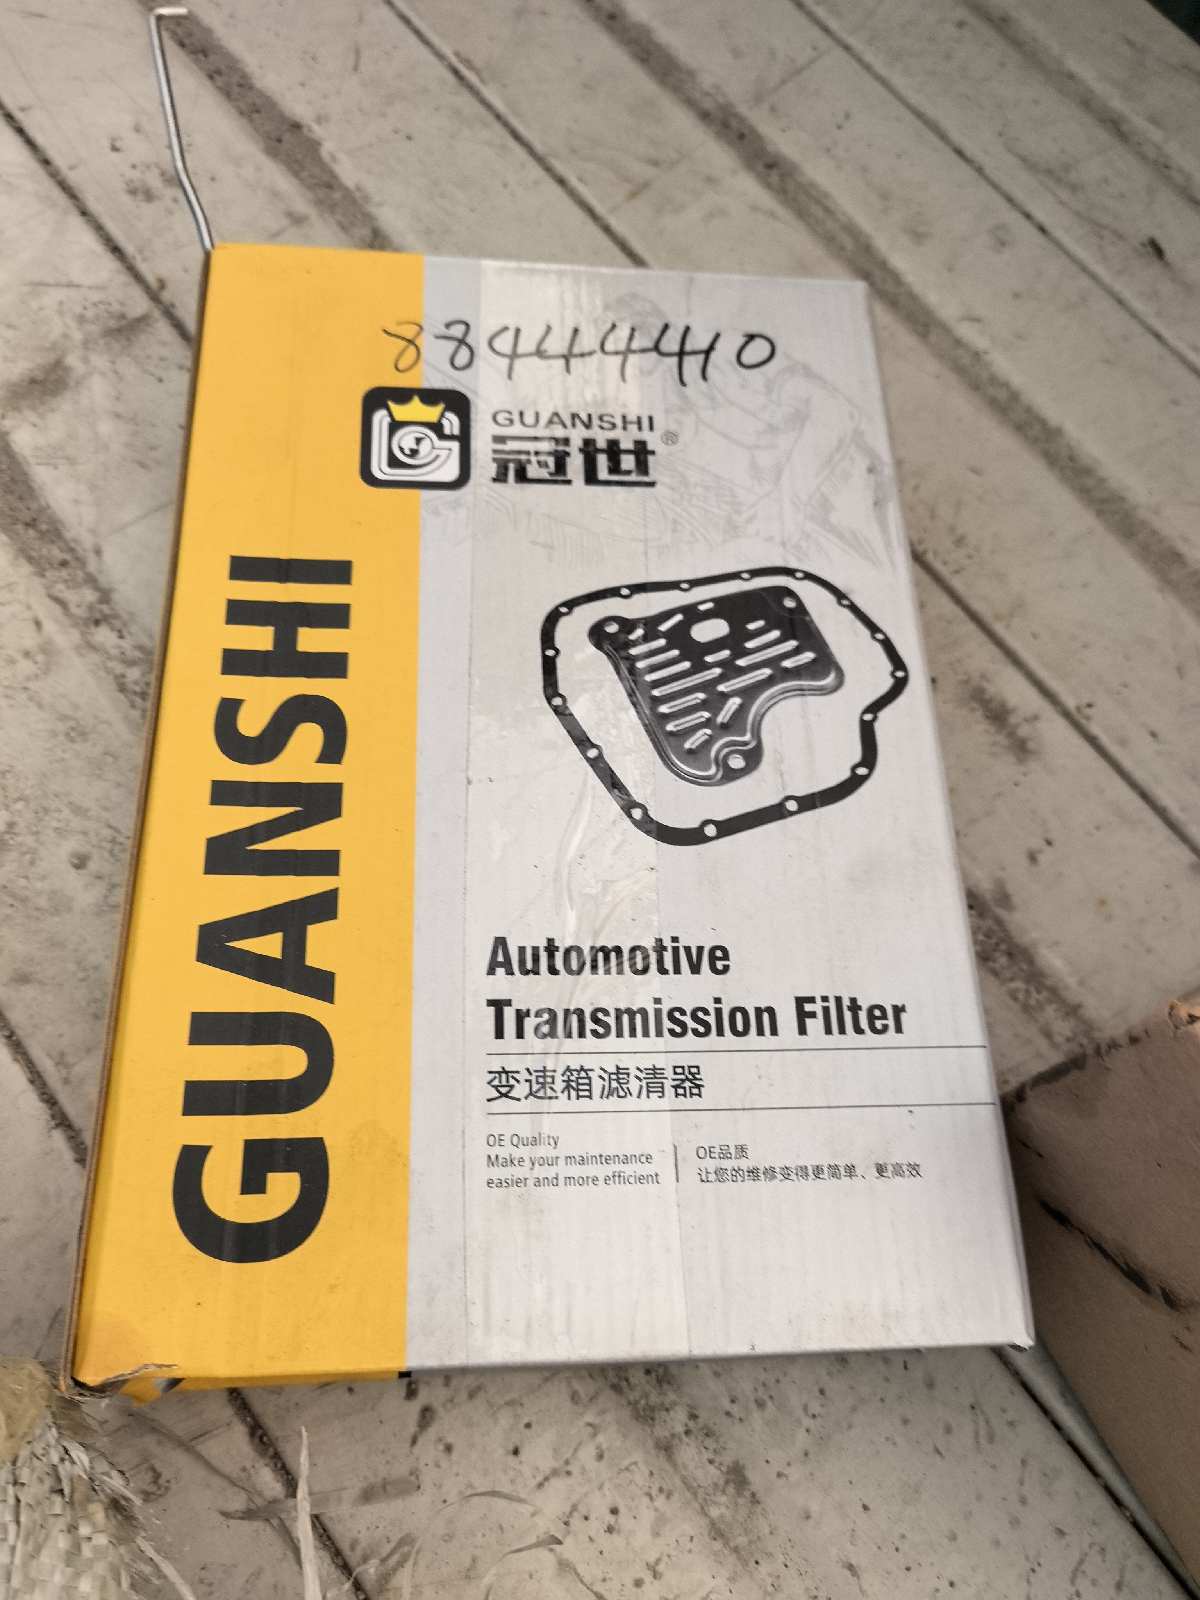 88444410
GUANSHI
冠世®
GUANSHI
Automotive
Transmission Filter
变速箱滤清器
OE Quality
Make your maintenance
easier and more efficient
OE品质
让您的维修变得更简单、更高效